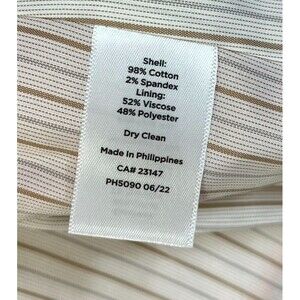 Shell:
98% Cotton
2% Spandex
Lining:
52% Viscose
48% Polyester
Dry Clean
Made in Philippines
CA# 23147
PH5090 06/22